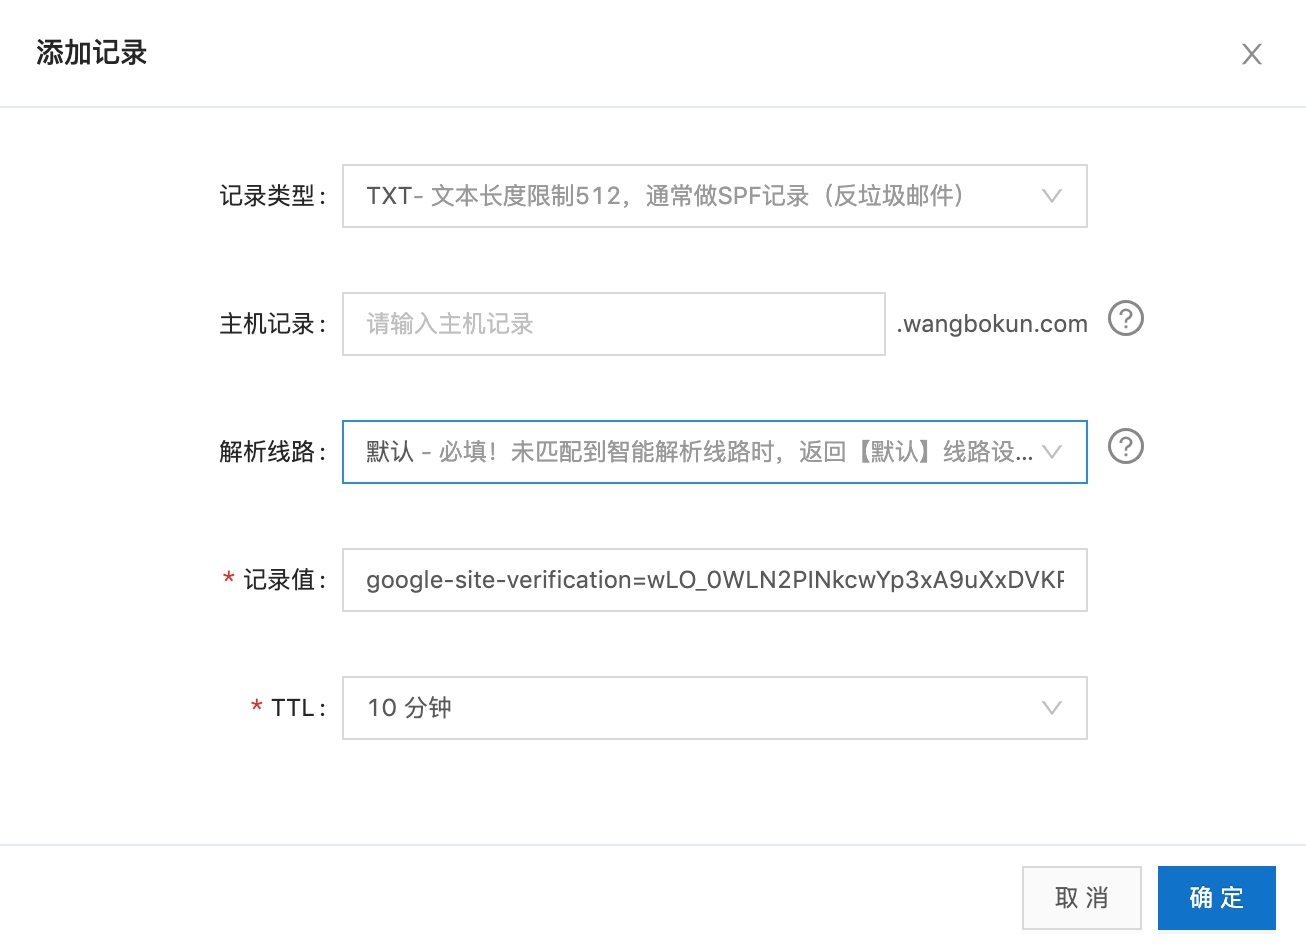 添加记录
记录类型： TXT- 文本长度限制512，通常做SPF记录（反垃圾邮件）
主机记录： 请输入主机记录 .wangbokun.com ?
解析线路： 默认 - 必填！未匹配到智能解析线路时，返回【默认】线路设... ?
* 记录值： google-site-verification=wLO_0WLN2PINkcwYp3xA9uXxDVKF
* TTL： 10 分钟
取 消 确 定